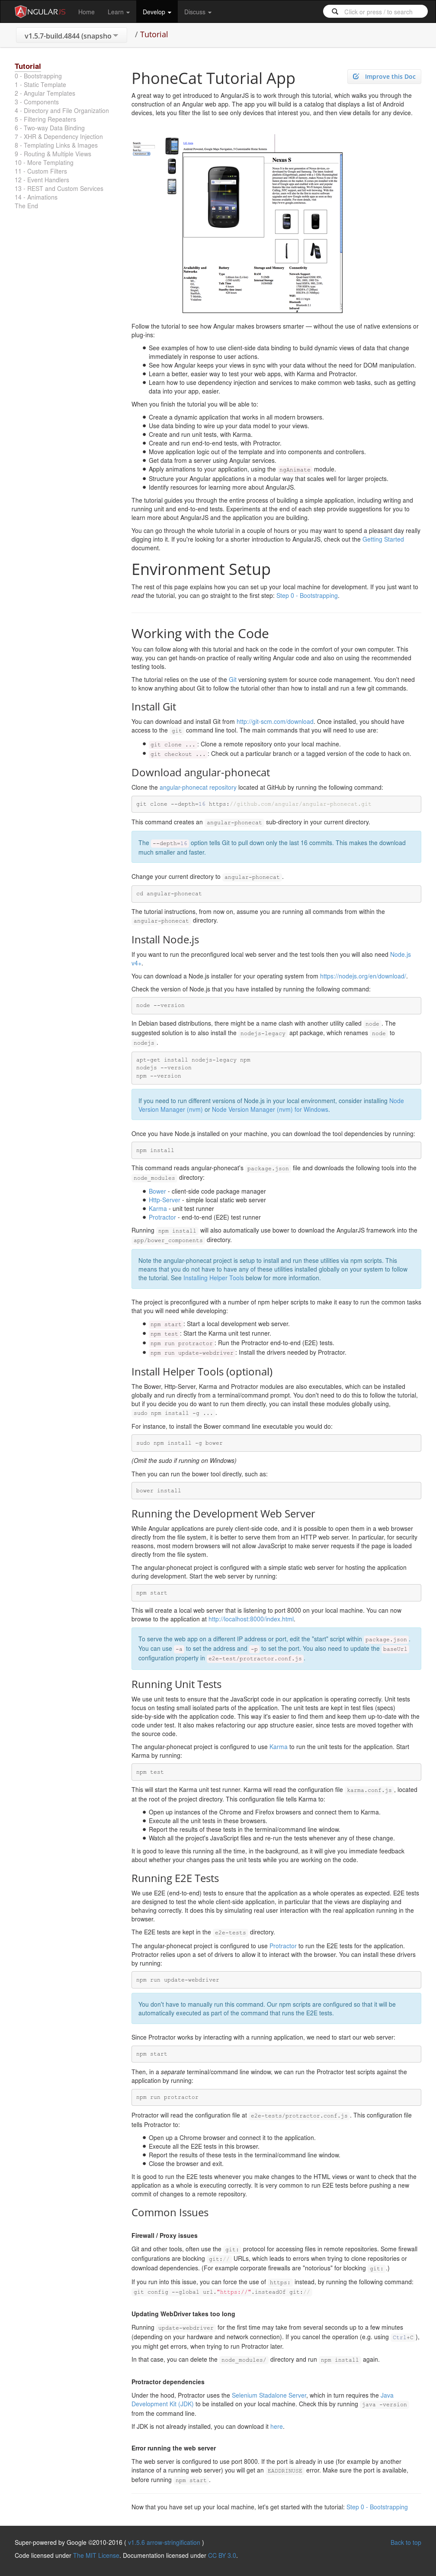 ANGULARJS
Home
Learn
Develop
Discuss
Click or press / to search
v1.5.7-build.4844 (snapsho
/ Tutorial
Tutorial
0 - Bootstrapping
1 - Static Template
2 - Angular Templates
3 - Components
4 - Directory and File Organization
5 - Filtering Repeaters
6 - Two-way Data Binding
7 - XHR & Dependency Injection
8 - Templating Links & Images
9 - Routing & Multiple Views
10 - More Templating
11 - Custom Filters
12 - Event Handlers
13 - REST and Custom Services
14 - Animations
The End
Improve this Doc
PhoneCat Tutorial App
A great way to get introduced to AngularJS is to work through this tutorial, which walks you through the
construction of an Angular web app. The app you will build is a catalog that displays a list of Android
devices, lets you filter the list to see only devices that interest you, and then view details for any device.
Google Phone Gallery
Nexus S
Availability and Networks
Follow the tutorial to see how Angular makes browsers smarter — without the use of native extensions or
plug-ins:
See examples of how to use client-side data binding to build dynamic views of data that change
immediately in response to user actions.
See how Angular keeps your views in sync with your data without the need for DOM manipulation.
Learn a better, easier way to test your web apps, with Karma and Protractor.
Learn how to use dependency injection and services to make common web tasks, such as getting
data into your app, easier.
When you finish the tutorial you will be able to:
Create a dynamic application that works in all modern browsers.
Use data binding to wire up your data model to your views.
Create and run unit tests, with Karma.
Create and run end-to-end tests, with Protractor.
Move application logic out of the template and into components and controllers.
Get data from a server using Angular services.
Apply animations to your application, using the ngAnimate module.
Structure your Angular applications in a modular way that scales well for larger projects.
Identify resources for learning more about AngularJS.
The tutorial guides you through the entire process of building a simple application, including writing and
running unit and end-to-end tests. Experiments at the end of each step provide suggestions for you to
learn more about AngularJS and the application you are building.
You can go through the whole tutorial in a couple of hours or you may want to spend a pleasant day really
digging into it. If you're looking for a shorter introduction to AngularJS, check out the Getting Started
document.
Environment Setup
The rest of this page explains how you can set up your local machine for development. If you just want to
read the tutorial, you can go straight to the first step: Step 0 - Bootstrapping.
Working with the Code
You can follow along with this tutorial and hack on the code in the comfort of your own computer. This
way, you can get hands-on practice of really writing Angular code and also on using the recommended
testing tools.
The tutorial relies on the use of the Git versioning system for source code management. You don't need
to know anything about Git to follow the tutorial other than how to install and run a few git commands.
Install Git
You can download and install Git from http://git-scm.com/download. Once installed, you should have
access to the git command line tool. The main commands that you will need to use are:
git clone ... : Clone a remote repository onto your local machine.
git checkout ... : Check out a particular branch or a tagged version of the code to hack on.
Download angular-phonecat
Clone the angular-phonecat repository located at GitHub by running the following command:
git clone --depth=16 https://github.com/angular/angular-phonecat.git
This command creates an angular-phonecat sub-directory in your current directory.
The --depth=16 option tells Git to pull down only the last 16 commits. This makes the download
much smaller and faster.
Change your current directory to angular-phonecat .
cd angular-phonecat
The tutorial instructions, from now on, assume you are running all commands from within the
angular-phonecat directory.
Install Node.js
If you want to run the preconfigured local web server and the test tools then you will also need Node.js
v4+.
You can download a Node.js installer for your operating system from https://nodejs.org/en/download/.
Check the version of Node.js that you have installed by running the following command:
node --version
In Debian based distributions, there might be a name clash with another utility called node . The
suggested solution is to also install the nodejs-legacy apt package, which renames node to
nodejs .
apt-get install nodejs-legacy npm
nodejs --version
npm --version
If you need to run different versions of Node.js in your local environment, consider installing Node
Version Manager (nvm) or Node Version Manager (nvm) for Windows.
Once you have Node.js installed on your machine, you can download the tool dependencies by running:
npm install
This command reads angular-phonecat's package.json file and downloads the following tools into the
node_modules directory:
Bower - client-side code package manager
Http-Server - simple local static web server
Karma - unit test runner
Protractor - end-to-end (E2E) test runner
Running npm install will also automatically use bower to download the AngularJS framework into the
app/bower_components directory.
Note the angular-phonecat project is setup to install and run these utilities via npm scripts. This
means that you do not have to have any of these utilities installed globally on your system to follow
the tutorial. See Installing Helper Tools below for more information.
The project is preconfigured with a number of npm helper scripts to make it easy to run the common tasks
that you will need while developing:
npm start : Start a local development web server.
npm test : Start the Karma unit test runner.
npm run protractor : Run the Protractor end-to-end (E2E) tests.
npm run update-webdriver : Install the drivers needed by Protractor.
Install Helper Tools (optional)
The Bower, Http-Server, Karma and Protractor modules are also executables, which can be installed
globally and run directly from a terminal/command prompt. You don't need to do this to follow the tutorial,
but if you decide you do want to run them directly, you can install these modules globally using,
sudo npm install -g ... .
For instance, to install the Bower command line executable you would do:
sudo npm install -g bower
(Omit the sudo if running on Windows)
Then you can run the bower tool directly, such as:
bower install
Running the Development Web Server
While Angular applications are purely client-side code, and it is possible to open them in a web browser
directly from the file system, it is better to serve them from an HTTP web server. In particular, for security
reasons, most modern browsers will not allow JavaScript to make server requests if the page is loaded
directly from the file system.
The angular-phonecat project is configured with a simple static web server for hosting the application
during development. Start the web server by running:
npm start
This will create a local web server that is listening to port 8000 on your local machine. You can now
browse to the application at http://localhost:8000/index.html.
To serve the web app on a different IP address or port, edit the "start" script within package.json .
You can use -a to set the address and -p to set the port. You also need to update the baseUrl
configuration property in e2e-test/protractor.conf.js .
Running Unit Tests
We use unit tests to ensure that the JavaScript code in our application is operating correctly. Unit tests
focus on testing small isolated parts of the application. The unit tests are kept in test files (specs)
side-by-side with the application code. This way it's easier to find them and keep them up-to-date with the
code under test. It also makes refactoring our app structure easier, since tests are moved together with
the source code.
The angular-phonecat project is configured to use Karma to run the unit tests for the application. Start
Karma by running:
npm test
This will start the Karma unit test runner. Karma will read the configuration file karma.conf.js , located
at the root of the project directory. This configuration file tells Karma to:
Open up instances of the Chrome and Firefox browsers and connect them to Karma.
Execute all the unit tests in these browsers.
Report the results of these tests in the terminal/command line window.
Watch all the project's JavaScript files and re-run the tests whenever any of these change.
It is good to leave this running all the time, in the background, as it will give you immediate feedback
about whether your changes pass the unit tests while you are working on the code.
Running E2E Tests
We use E2E (end-to-end) tests to ensure that the application as a whole operates as expected. E2E tests
are designed to test the whole client-side application, in particular that the views are displaying and
behaving correctly. It does this by simulating real user interaction with the real application running in the
browser.
The E2E tests are kept in the e2e-tests directory.
The angular-phonecat project is configured to use Protractor to run the E2E tests for the application.
Protractor relies upon a set of drivers to allow it to interact with the browser. You can install these drivers
by running:
npm run update-webdriver
You don't have to manually run this command. Our npm scripts are configured so that it will be
automatically executed as part of the command that runs the E2E tests.
Since Protractor works by interacting with a running application, we need to start our web server:
npm start
Then, in a separate terminal/command line window, we can run the Protractor test scripts against the
application by running:
npm run protractor
Protractor will read the configuration file at e2e-tests/protractor.conf.js . This configuration file
tells Protractor to:
Open up a Chrome browser and connect it to the application.
Execute all the E2E tests in this browser.
Report the results of these tests in the terminal/command line window.
Close the browser and exit.
It is good to run the E2E tests whenever you make changes to the HTML views or want to check that the
application as a whole is executing correctly. It is very common to run E2E tests before pushing a new
commit of changes to a remote repository.
Common Issues
Firewall / Proxy issues
Git and other tools, often use the git: protocol for accessing files in remote repositories. Some firewall
configurations are blocking git:// URLs, which leads to errors when trying to clone repositories or
download dependencies. (For example corporate firewalls are "notorious" for blocking git: .)
If you run into this issue, you can force the use of https: instead, by running the following command:
git config --global url."https://".insteadOf git://
Updating WebDriver takes too long
Running update-webdriver for the first time may take from several seconds up to a few minutes
(depending on your hardware and network connection). If you cancel the operation (e.g. using Ctrl+C ),
you might get errors, when trying to run Protractor later.
In that case, you can delete the node_modules/ directory and run npm install again.
Protractor dependencies
Under the hood, Protractor uses the Selenium Stadalone Server, which in turn requires the Java
Development Kit (JDK) to be installed on your local machine. Check this by running java -version
from the command line.
If JDK is not already installed, you can download it here.
Error running the web server
The web server is configured to use port 8000. If the port is already in use (for example by another
instance of a running web server) you will get an EADDRINUSE error. Make sure the port is available,
before running npm start .
Now that you have set up your local machine, let's get started with the tutorial: Step 0 - Bootstrapping
Super-powered by Google ©2010-2016 ( v1.5.6 arrow-stringification )
Back to top
Code licensed under The MIT License. Documentation licensed under CC BY 3.0.